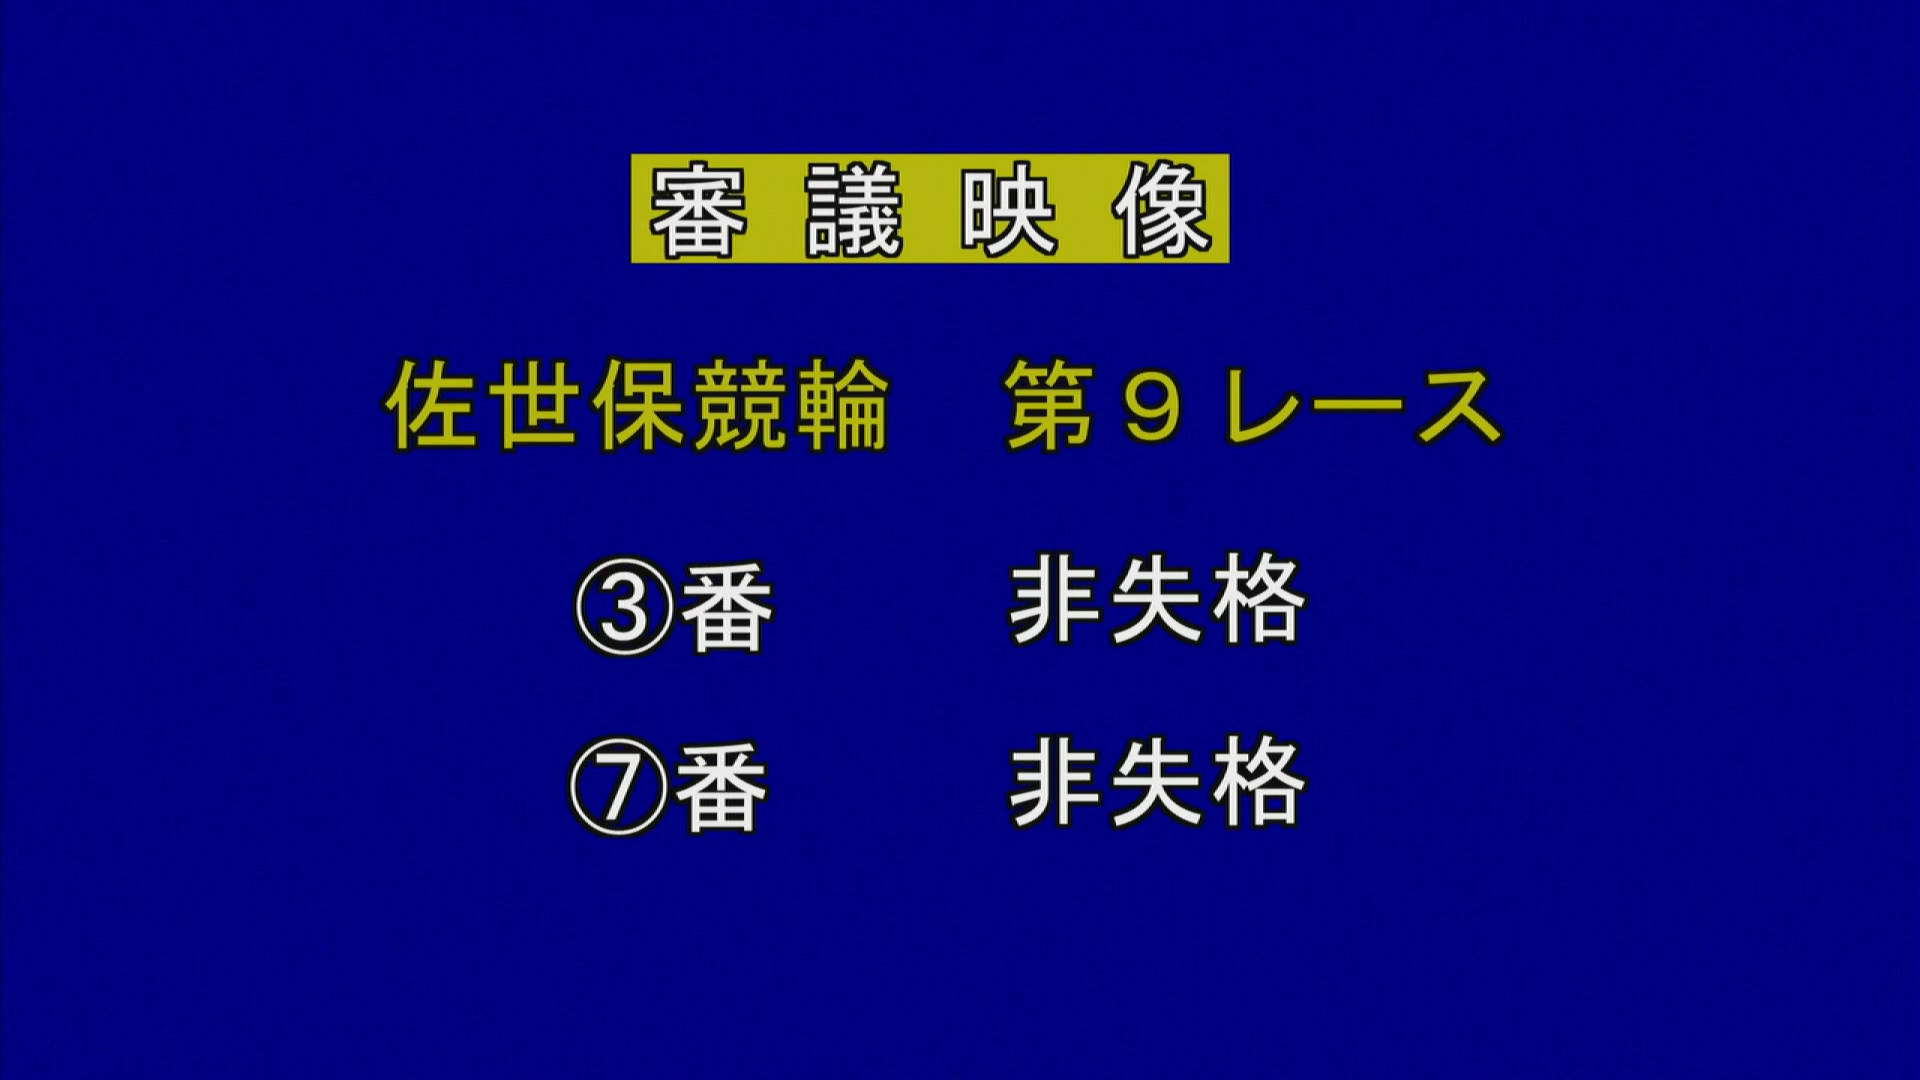 審議映像
佐世保競輪　第９レース
③番　非失格
⑦番　非失格